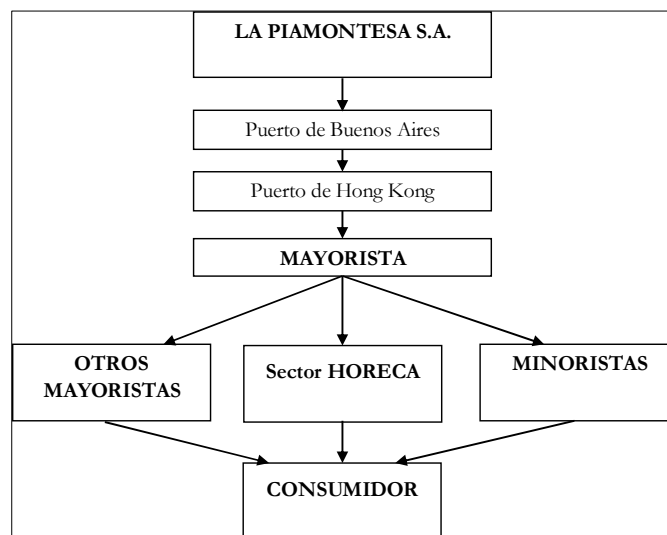 LA PIAMONTESA S.A.
Puerto de Buenos Aires
Puerto de Hong Kong
MAYORISTA
OTROS
MAYORISTAS
Sector HORECA
MINORISTAS
CONSUMIDOR